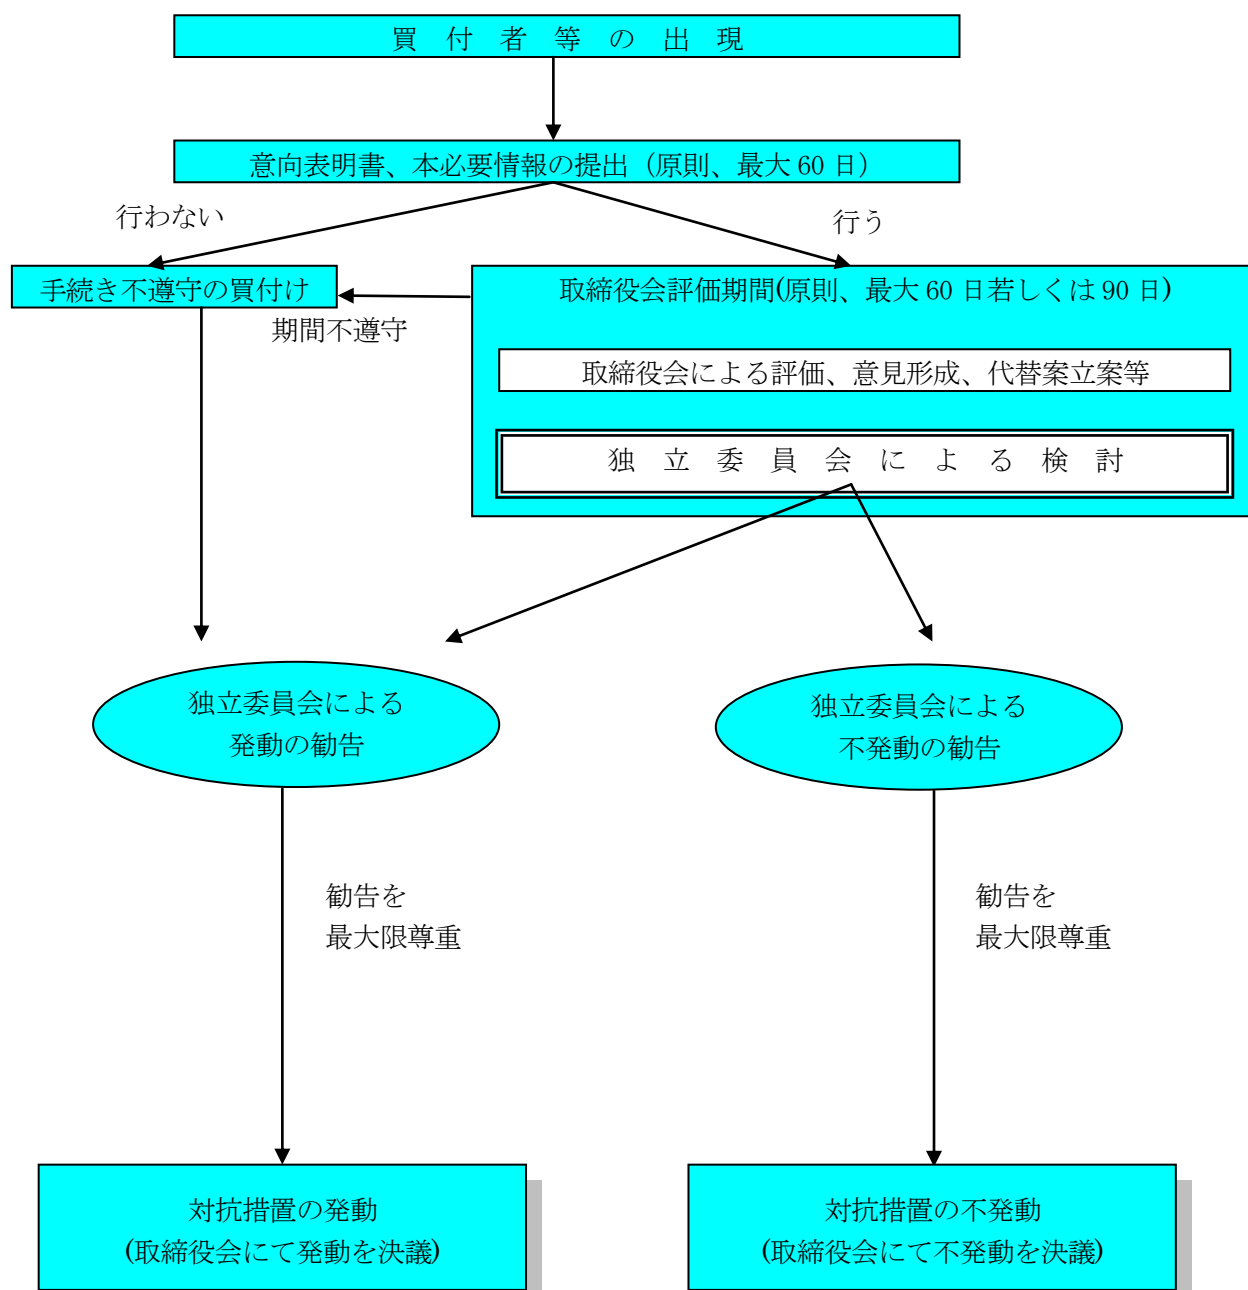 買付者等の出現
意向表明書、本必要情報の提出（原則、最大 60 日）
行わない
行う
手続き不遵守の買付け
取締役会評価期間(原則、最大 60 日若しくは 90 日)
期間不遵守
取締役会による評価、意見形成、代替案立案等
独立委員会による検討
独立委員会による
発動の勧告
独立委員会による
不発動の勧告
勧告を
最大限尊重
勧告を
最大限尊重
対抗措置の発動
(取締役会にて発動を決議)
対抗措置の不発動
(取締役会にて不発動を決議)